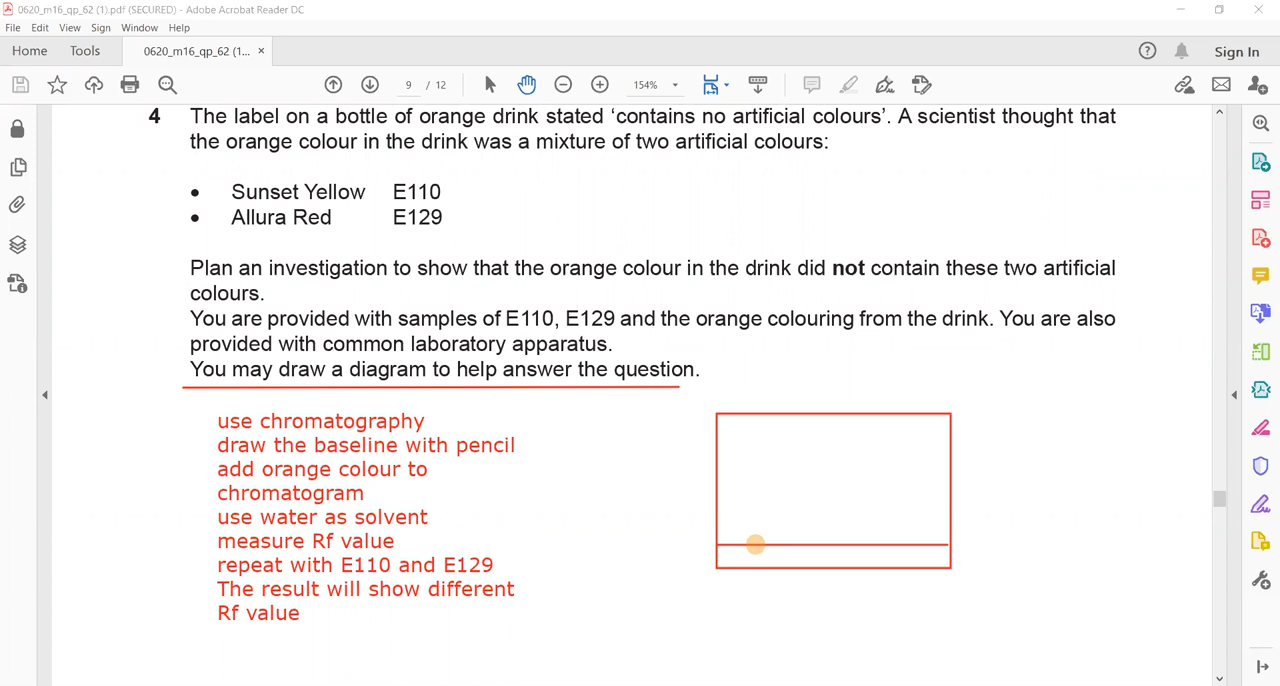 0620_m16_qp_62 (1).pdf (SECURED) - Adobe Acrobat Reader DC
File Edit View Sign Window Help
Home Tools 0620_m16_qp_62 (1... × Sign In
9 / 12 154%
4 The label on a bottle of orange drink stated ‘contains no artificial colours’. A scientist thought that
the orange colour in the drink was a mixture of two artificial colours:
• Sunset Yellow E110
• Allura Red E129
Plan an investigation to show that the orange colour in the drink did not contain these two artificial
colours.
You are provided with samples of E110, E129 and the orange colouring from the drink. You are also
provided with common laboratory apparatus.
You may draw a diagram to help answer the question.
use chromatography
draw the baseline with pencil
add orange colour to
chromatogram
use water as solvent
measure Rf value
repeat with E110 and E129
The result will show different
Rf value